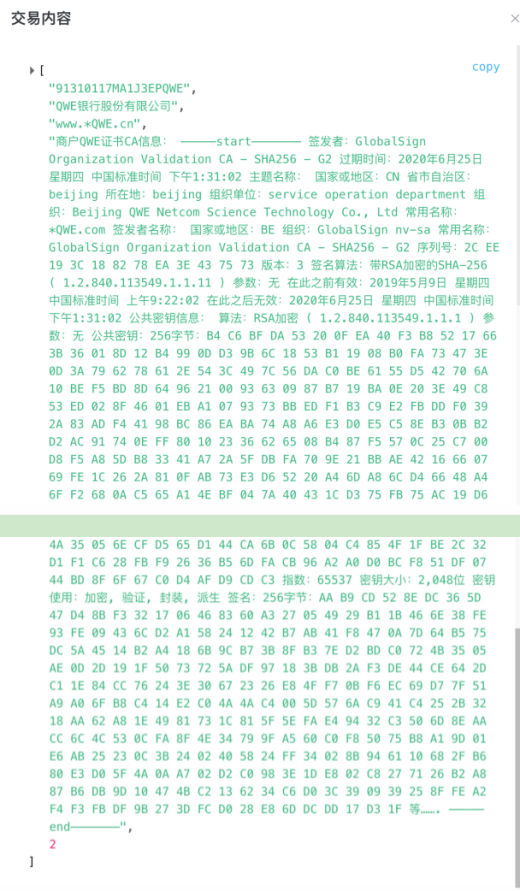 交易内容
×
copy
[
"91310117MA1J3EPQWE",
"QWE银行股份有限公司",
"www.*QWE.cn",
"商户QWE证书CA信息： —————start——————— 签发者：GlobalSign
Organization Validation CA - SHA256 - G2 过期时间：2020年6月25日
星期四 中国标准时间 下午1:31:02 主题名称： 国家或地区：CN 省市自治区：
beijing 所在地：beijing 组织单位：service operation department 组
织：Beijing QWE Netcom Science Technology Co., Ltd 常用名称：
*QWE.com 签发者名称： 国家或地区：BE 组织：GlobalSign nv-sa 常用名称：
GlobalSign Organization Validation CA - SHA256 - G2 序列号：2C EE
19 3C 18 82 78 EA 3E 43 75 73 版本：3 签名算法：带RSA加密的SHA-256
( 1.2.840.113549.1.1.11 ) 参数：无 在此之前有效：2019年5月9日 星期四
中国标准时间 上午9:22:02 在此之后无效：2020年6月25日 星期四 中国标准时间
下午1:31:02 公共密钥信息： 算法：RSA加密 ( 1.2.840.113549.1.1.1 ) 参
数：无 公共密钥：256字节：B4 C6 BF DA 53 20 0F EA 40 F3 B8 52 17 66
3B 36 01 8D 12 B4 99 0D D3 9B 6C 18 53 B1 19 08 B0 FA 73 47 3E
0D 3A 79 62 78 61 2E 54 3C 49 7C 56 DA C0 BE 61 55 D5 42 70 6A
10 BE F5 BD 8D 64 96 21 00 93 63 09 87 B7 19 BA 0E 20 3E 49 C8
53 ED 02 8F 46 01 EB A1 07 93 73 BB ED F1 B3 C9 E2 FB DD F0 39
2A 83 AD F4 41 98 BC 86 EA BA 74 A8 A6 E3 D0 E5 C5 8E B3 0B B2
D2 AC 91 74 0E FF 80 10 23 36 62 65 08 B4 87 F5 57 0C 25 C7 00
D8 F5 A8 5D B8 33 41 A7 2A 5F DB FA 70 9E 21 BB AE 42 16 66 07
69 FE 1C 26 2A 81 0F AB 73 E3 D6 52 20 A4 6D A8 6C D4 66 48 A4
6F F2 68 0A C5 65 A1 4E BF 04 7A 40 43 1C D3 75 FB 75 AC 19 D6
4A 35 05 6E CF D5 65 D1 44 CA 6B 0C 58 04 C4 85 4F 1F BE 2C 32
D1 F1 C6 28 FB F9 26 36 B5 6D FA CB 96 A2 A0 D0 BC F8 51 DF 07
44 BD 8F 6F 67 C0 D4 AF D9 CD C3 指数：65537 密钥大小：2,048位 密钥
使用：加密, 验证, 封装, 派生 签名：256字节：AA B9 CD 52 8E DC 36 5D
47 D4 8B F3 32 17 06 46 83 60 A3 27 05 49 29 B1 1B 46 6E 38 FE
93 FE 09 43 6C D2 A1 58 24 12 42 B7 AB 41 F8 47 0A 7D 64 B5 75
DC 5A 45 14 B2 A4 18 6B 9C B7 3B 8F B3 7E D2 BD C0 72 4B 35 05
AE 0D 2D 19 1F 50 73 72 5A DF 97 18 3B DB 2A F3 DE 44 CE 64 2D
C1 1E 84 CC 76 24 3E 30 67 23 26 E8 4F F7 0B F6 EC 69 D7 7F 51
A9 A0 6F B8 C4 14 E2 C0 4A 4A C4 00 5D 57 6A C9 41 C4 25 2B 32
18 AA 62 A8 1E 49 81 73 1C 81 5F 5E FA E4 94 32 C3 50 6D 8E AA
CC 6C 4C 53 0C FA 8F 4E 34 79 9F A5 60 C0 F8 50 75 B8 A1 9D 01
E6 AB 25 23 0C 3B 24 02 40 58 24 FF 34 02 8B 94 61 10 68 2F B6
80 E3 D0 5F 4A 0A A7 02 D2 C0 98 3E 1D E8 02 C8 27 71 26 B2 A8
87 B6 DB 9D 10 47 4B C2 13 62 34 C6 D0 3C 39 09 39 25 8F FE A2
F4 F3 FB DF 9B 27 3D FC D0 28 E8 6D DC DD 17 D3 1F 等……. —————
end———————",
2
]